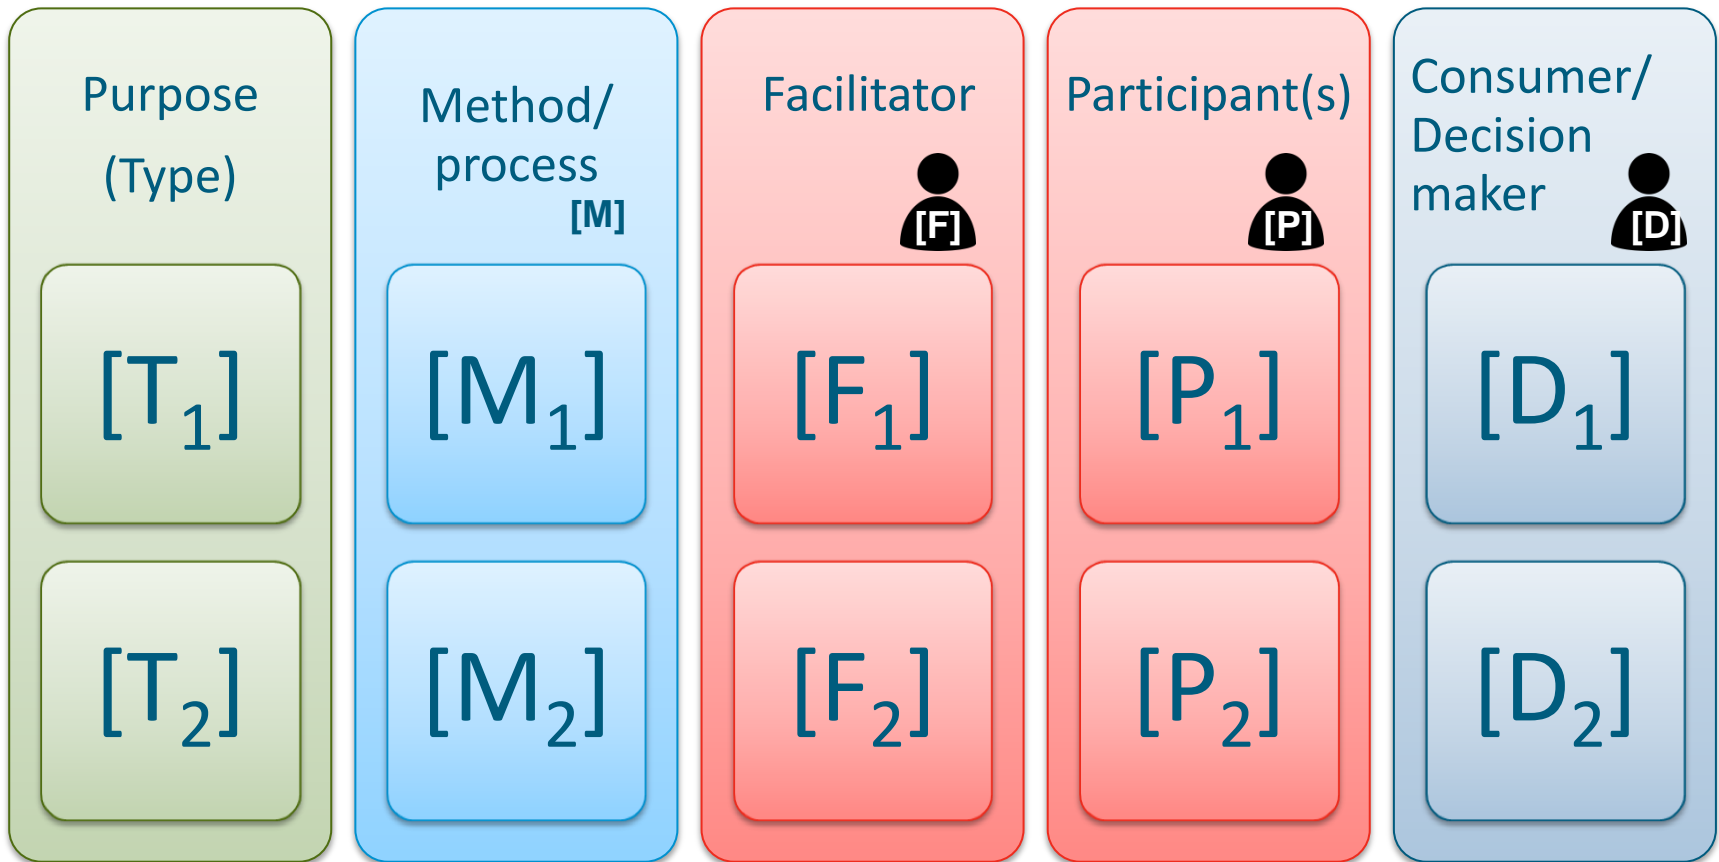 Purpose
(Type)
[T1]
[T2]
Method/
process
[M]
[M1]
[M2]
Facilitator
[F]
[F1]
[F2]
Participant(s)
[P]
[P1]
[P2]
Consumer/
Decision
maker
[D]
[D1]
[D2]